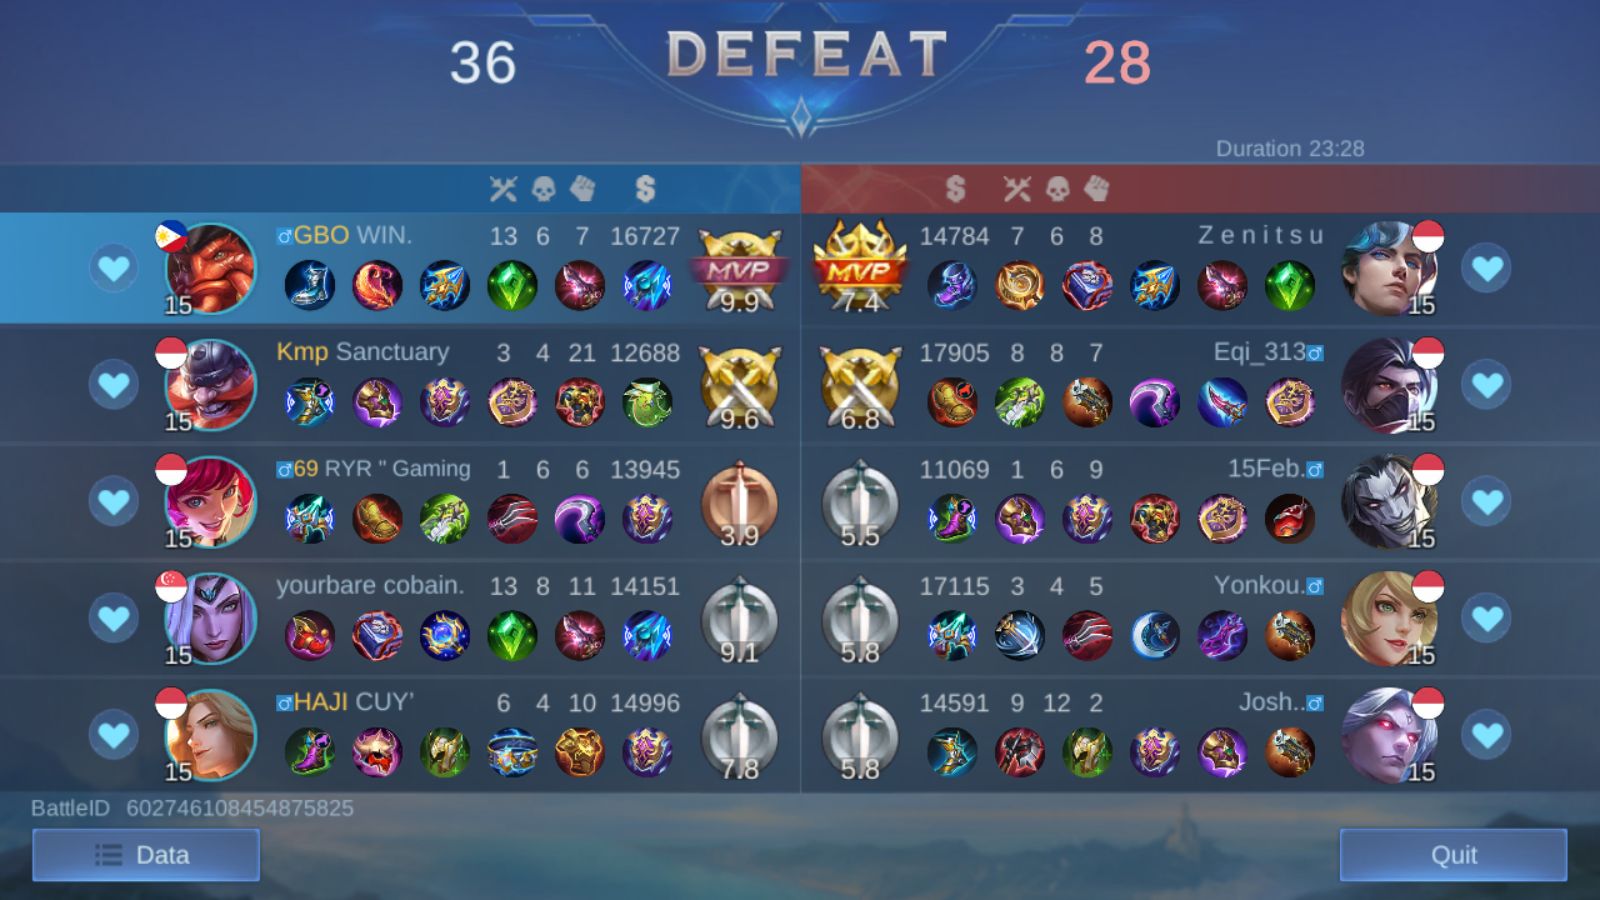 36 DEFEAT 28
Duration 23:28
GBO WIN. 13 6 7 16727 MVP 9.9 15
MVP 7.4 14784 7 6 8 Zenitsu 15
Kmp Sanctuary 3 4 21 12688 9.6 15
6.8 17905 8 8 7 Eqi_313 15
69 RYR " Gaming 1 6 6 13945 3.9 15
5.5 11069 1 6 9 15Feb. 15
yourbare cobain. 13 8 11 14151 9.1 15
5.8 17115 3 4 5 Yonkou. 15
HAJI CUY’ 6 4 10 14996 7.8 15
5.8 14591 9 12 2 Josh.. 15
BattleID 602746108454875825
Data
Quit